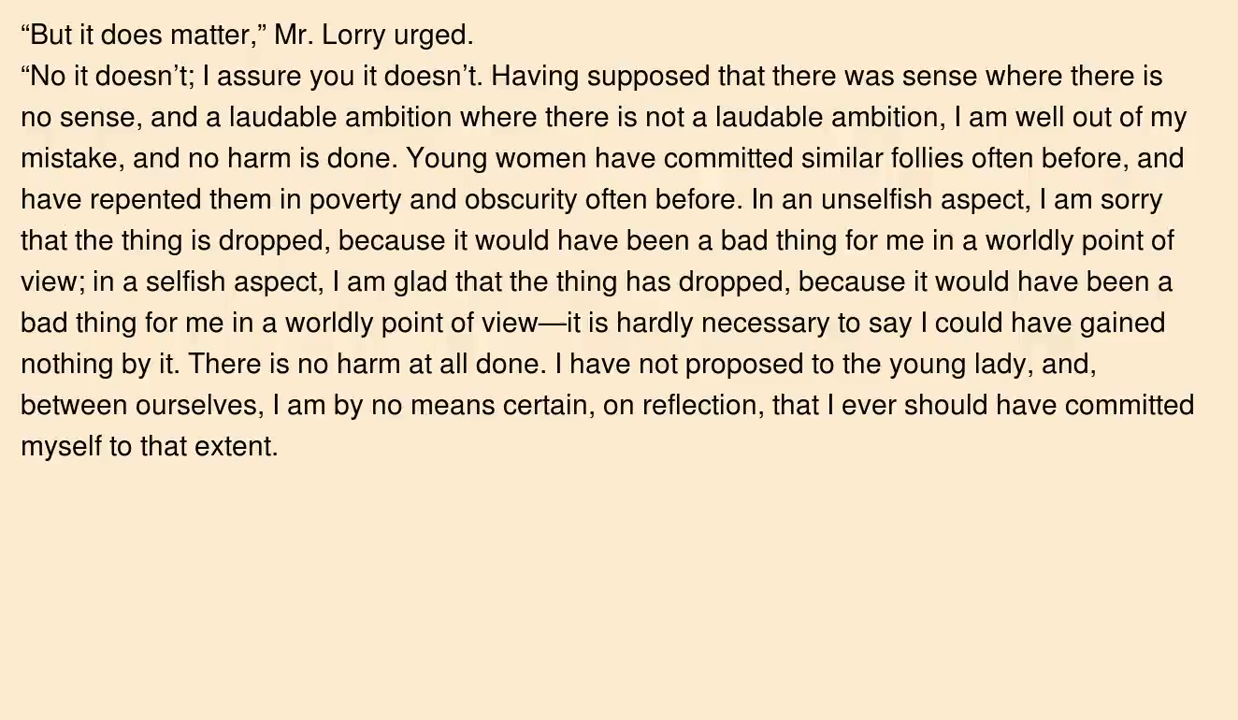 “But it does matter,” Mr. Lorry urged.
“No it doesn’t; I assure you it doesn’t. Having supposed that there was sense where there is
no sense, and a laudable ambition where there is not a laudable ambition, I am well out of my
mistake, and no harm is done. Young women have committed similar follies often before, and
have repented them in poverty and obscurity often before. In an unselfish aspect, I am sorry
that the thing is dropped, because it would have been a bad thing for me in a worldly point of
view; in a selfish aspect, I am glad that the thing has dropped, because it would have been a
bad thing for me in a worldly point of view—it is hardly necessary to say I could have gained
nothing by it. There is no harm at all done. I have not proposed to the young lady, and,
between ourselves, I am by no means certain, on reflection, that I ever should have committed
myself to that extent.